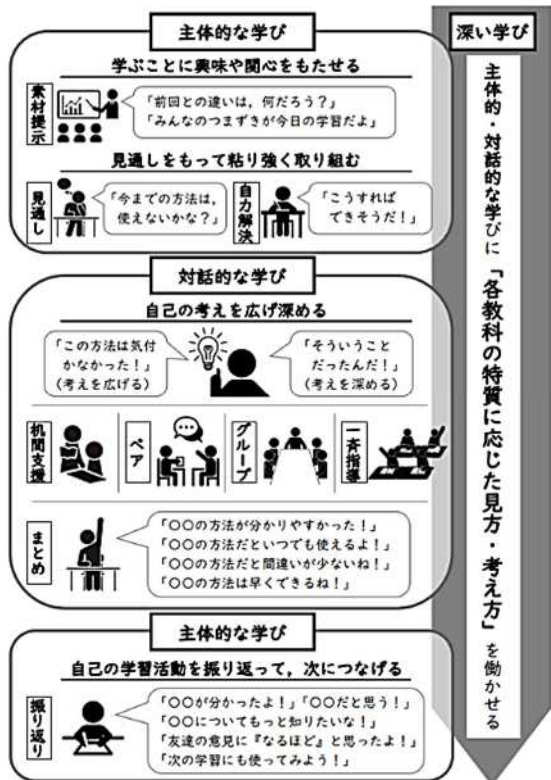 主体的な学び
学ぶことに興味や関心をもたせる
素材提示
「前回との違いは，何だろう？」
「みんなのつまずきが今日の学習だよ」
見通しをもって粘り強く取り組む
見通し
「今までの方法は，
使えないかな？」
自力解決
「こうすれば
できそうだ！」
対話的な学び
自己の考えを広げ深める
「この方法は気付
かなかった！」
（考えを広げる）
「そういうこと
だったんだ！」
（考えを深める）
机間支援
ペア
グループ
一斉指導
まとめ
「〇〇の方法が分かりやすかった！」
「〇〇の方法だといつでも使えるよ！」
「〇〇の方法だと間違いが少ないね！」
「〇〇の方法は早くできるね！」
主体的な学び
自己の学習活動を振り返って，次につなげる
振り返り
「〇〇が分かったよ！」「〇〇だと思う！」
「〇〇についてもっと知りたいな！」
「友達の意見に『なるほど』と思ったよ！」
「次の学習にも使ってみよう！」
深い学び
主体的・対話的な学びに「各教科の特質に応じた見方・考え方」を働かせる